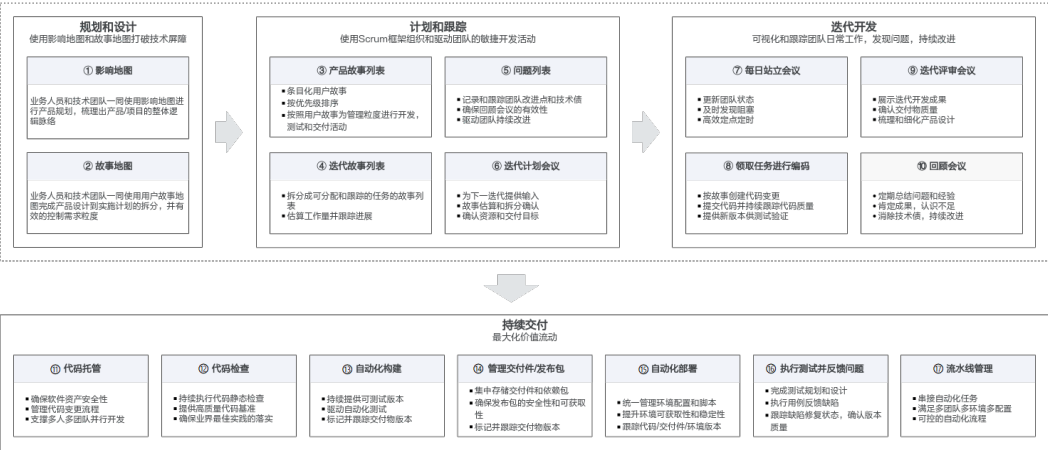 规划和设计
使用影响地图和故事地图打破技术屏障
① 影响地图
业务人员和技术团队一同使用影响地图进
行产品规划，梳理出产品/项目的整体逻
辑脉络
② 故事地图
业务人员和技术团队一同使用用户故事地
图完成产品设计到实施计划的拆分，并有
效的控制需求粒度
计划和跟踪
使用Scrum框架组织和驱动团队的敏捷开发活动
③ 产品故事列表
▪ 条目化用户故事
▪ 按优先级排序
▪ 按照用户故事为管理粒度进行开发，
测试和交付活动
⑤ 问题列表
▪ 记录和跟踪团队改进点和技术债
▪ 确保回顾会议的有效性
▪ 驱动团队持续改进
④ 迭代故事列表
▪ 拆分成可分配和跟踪的任务的故事列
表
▪ 估算工作量并跟踪进展
⑥ 迭代计划会议
▪ 为下一迭代提供输入
▪ 故事估算和拆分确认
▪ 确认资源和交付目标
迭代开发
可视化和跟踪团队日常工作，发现问题，持续改进
⑦ 每日站立会议
▪ 更新团队状态
▪ 及时发现阻塞
▪ 高效定点定时
⑨ 迭代评审会议
▪ 展示迭代开发成果
▪ 确认交付物质量
▪ 梳理和细化产品设计
⑧ 领取任务进行编码
▪ 按故事创建代码变更
▪ 提交代码并持续跟踪代码质量
▪ 提供新版本供测试验证
⑩ 回顾会议
▪ 定期总结问题和经验
▪ 肯定成果，认识不足
▪ 消除技术债，持续改进
持续交付
最大化价值流动
⑪ 代码托管
▪ 确保软件资产安全性
▪ 管理代码变更流程
▪ 支撑多人多团队并行开发
⑫ 代码检查
▪ 持续执行代码静态检查
▪ 提供高质量代码基准
▪ 确保业界最佳实践的落实
⑬ 自动化构建
▪ 持续提供可测试版本
▪ 驱动自动化测试
▪ 标记并跟踪交付物版本
⑭ 管理交付件/发布包
▪ 集中存储交付件和依赖包
▪ 确保发布包的安全性和可获取
性
▪ 标记并跟踪交付物版本
⑮ 自动化部署
▪ 统一管理环境配置和脚本
▪ 提升环境可获取性和稳定性
▪ 跟踪代码/交付件/环境版本
⑯ 执行测试并反馈问题
▪ 完成测试规划和设计
▪ 执行用例反馈缺陷
▪ 跟踪缺陷修复状态，确认版本
质量
⑰ 流水线管理
▪ 串接自动化任务
▪ 满足多团队多环境多配置
▪ 可控的自动化流程